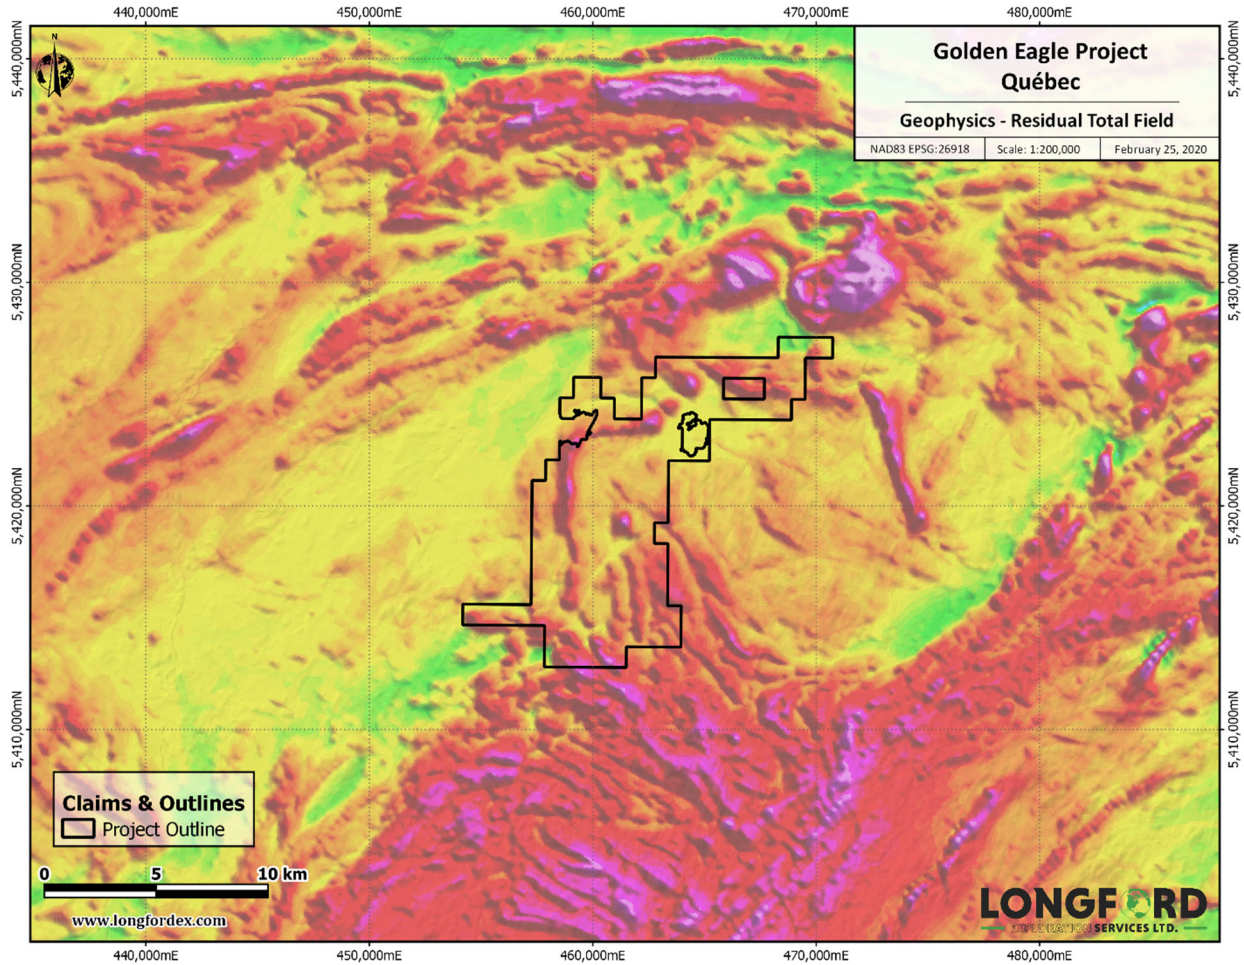 440,000mE 450,000mE 460,000mE 470,000mE 480,000mE
N
Golden Eagle Project
Québec
Geophysics - Residual Total Field
NAD83 EPSG:26918 Scale: 1:200,000 February 25, 2020
5,440,000mN 5,440,000mN
5,430,000mN 5,430,000mN
5,420,000mN 5,420,000mN
5,410,000mN 5,410,000mN
Claims & Outlines
Project Outline
0 5 10 km
www.longfordex.com
LONGFORD
EXPLORATION SERVICES LTD.
440,000mE 450,000mE 460,000mE 470,000mE 480,000mE